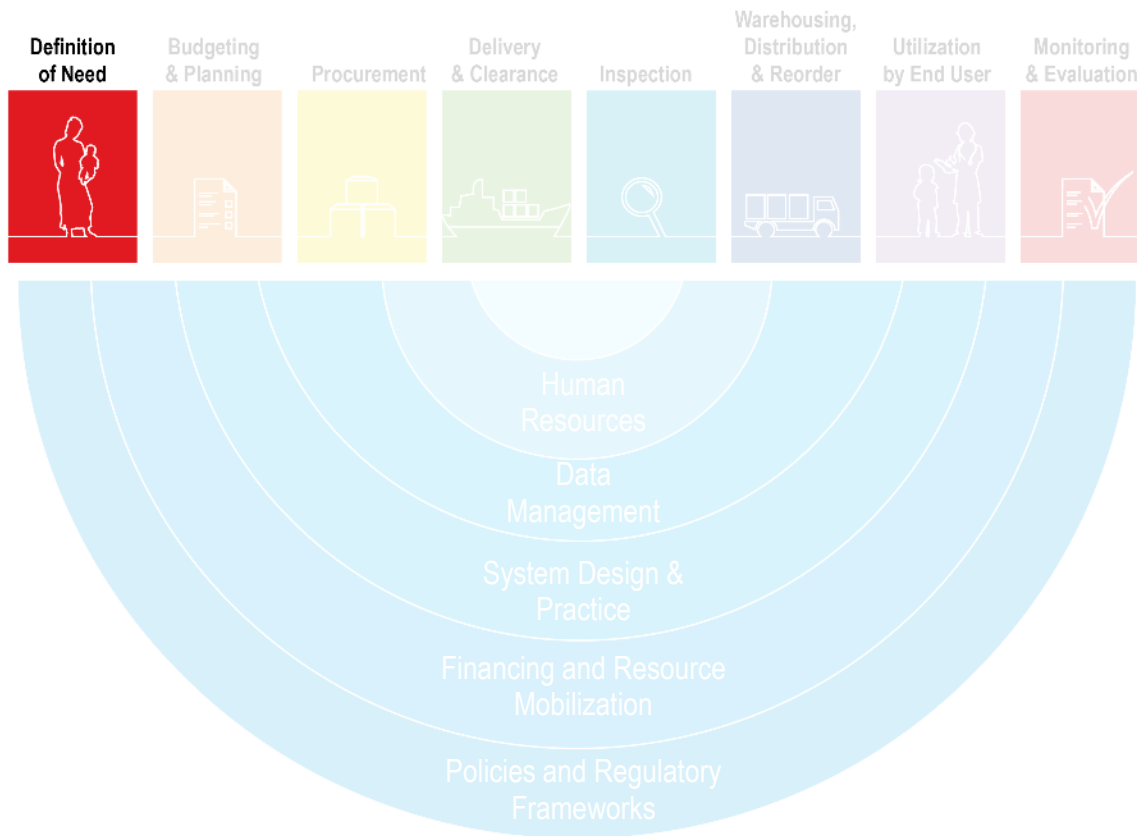 Definition
of Need
Budgeting
& Planning
Procurement
Delivery
& Clearance
Inspection
Warehousing,
Distribution
& Reorder
Utilization
by End User
Monitoring
& Evaluation
Human
Resources
Data
Management
System Design &
Practice
Financing and Resource
Mobilization
Policies and Regulatory
Frameworks